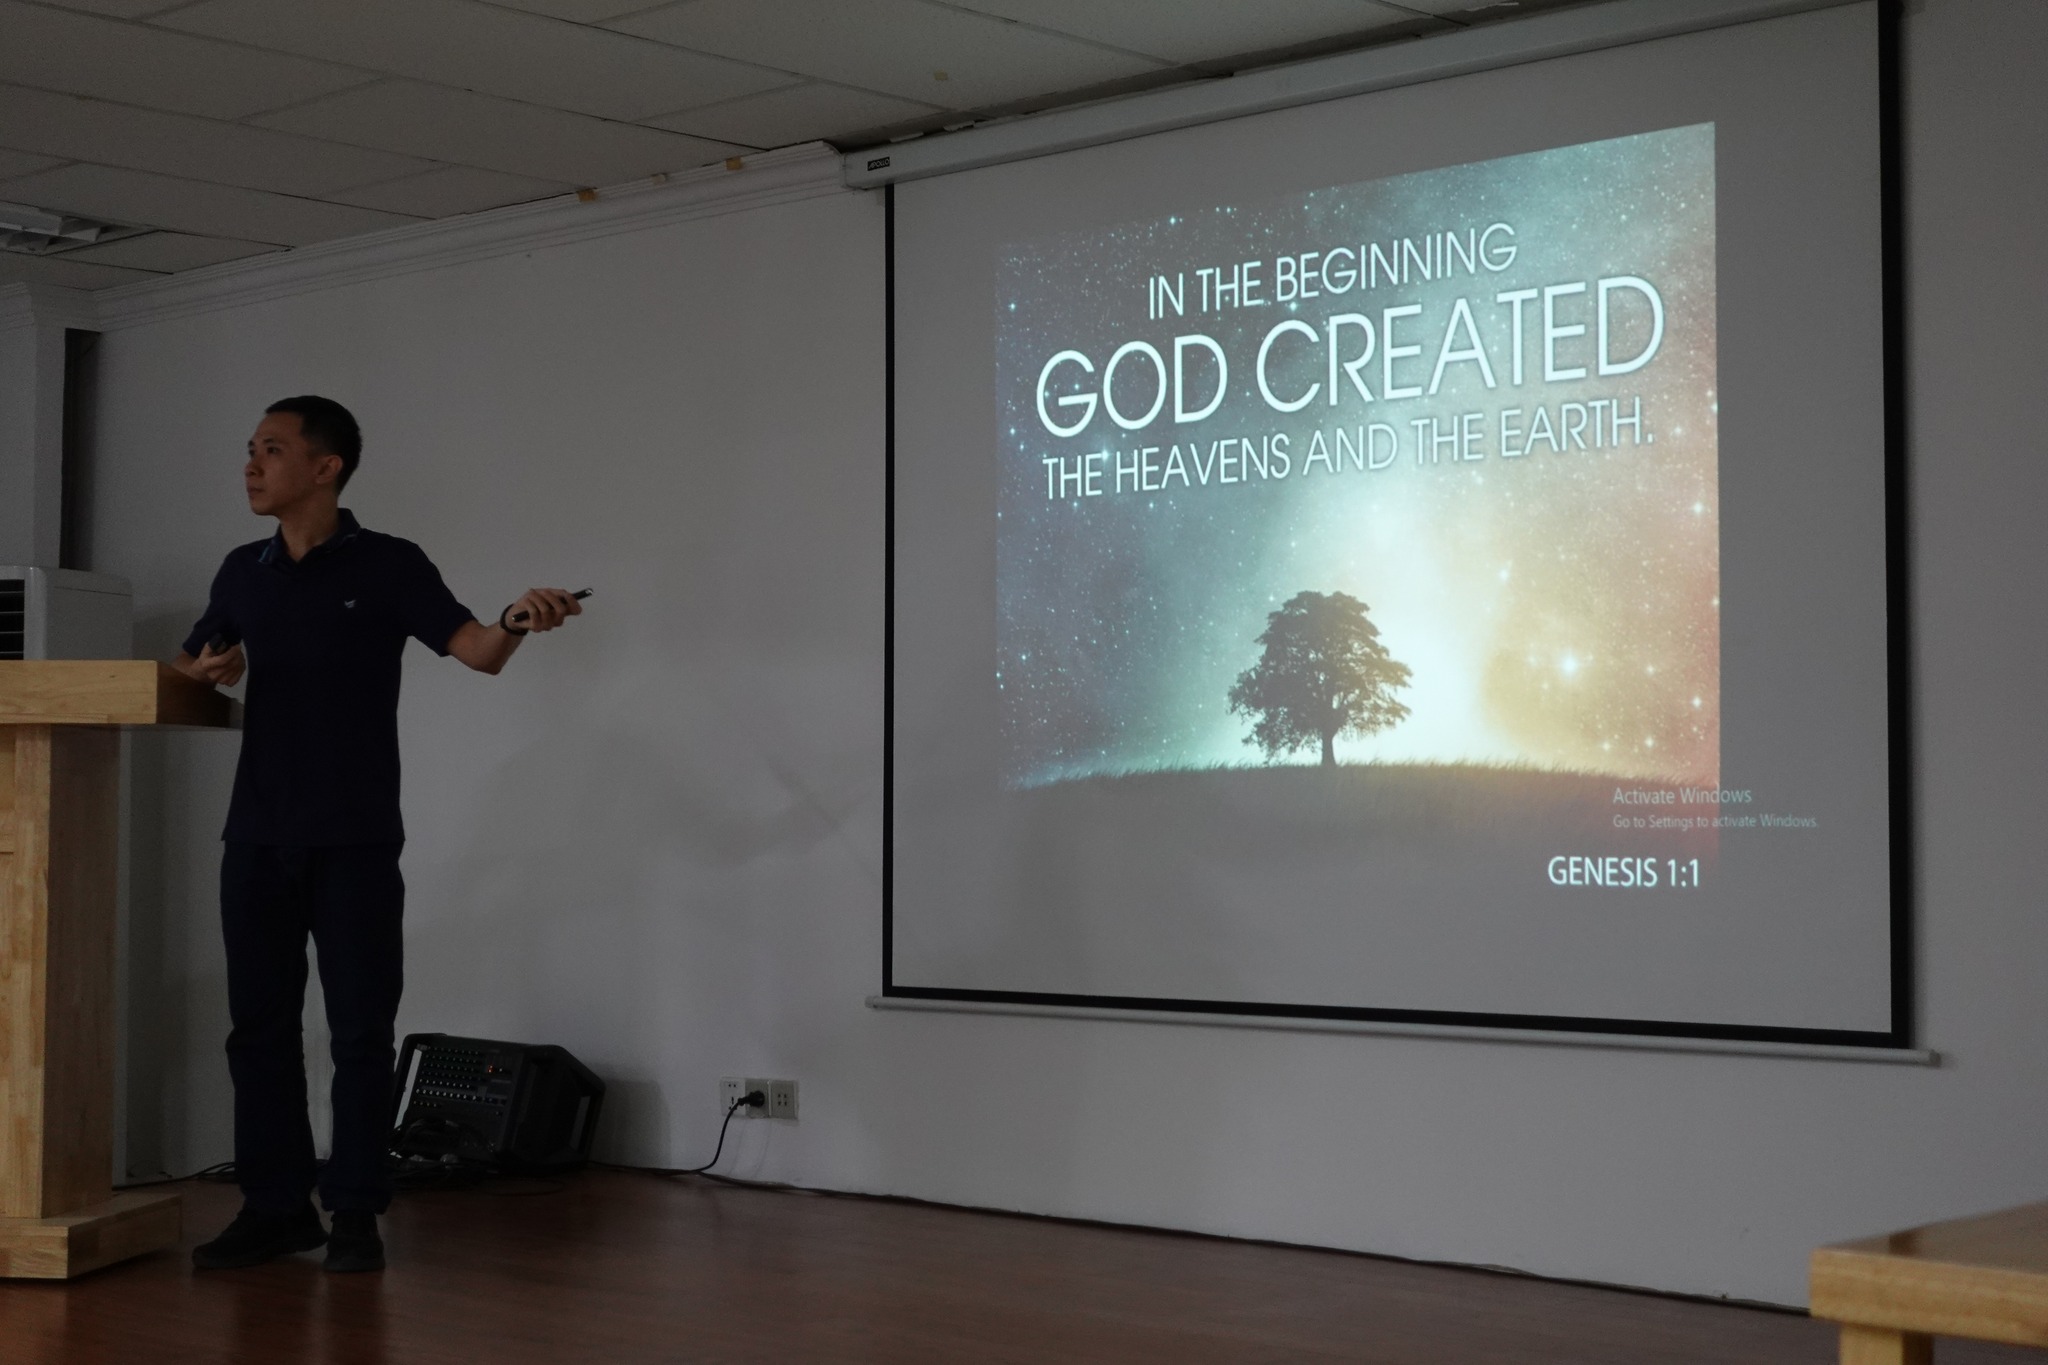 APOLLO
IN THE BEGINNING
GOD CREATED
THE HEAVENS AND THE EARTH.
Activate Windows
Go to Settings to activate Windows.
GENESIS 1:1